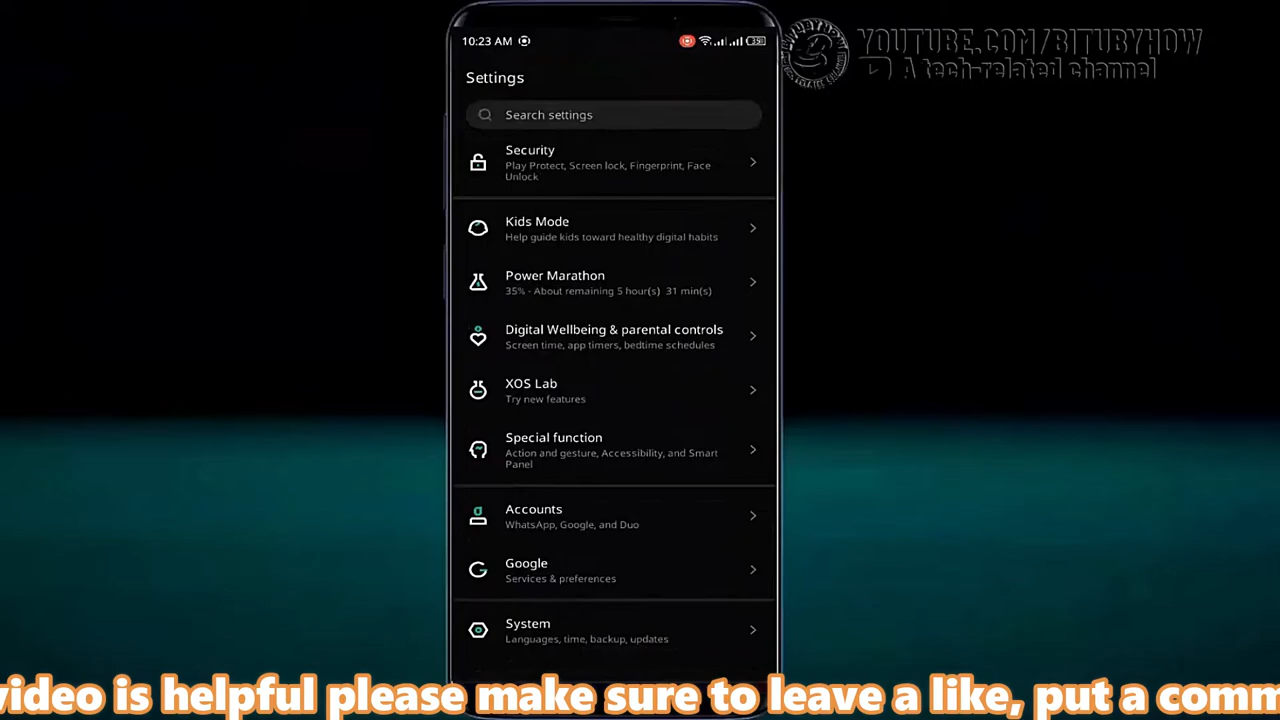 10:23 AM
35
YOUTUBE.COM/BITUBYHOW
A tech-related channel
Settings
Search settings
Security
Play Protect, Screen lock, Fingerprint, Face
Unlock
Kids Mode
Help guide kids toward healthy digital habits
Power Marathon
35% - About remaining 5 hour(s) 31 min(s)
Digital Wellbeing & parental controls
Screen time, app timers, bedtime schedules
XOS Lab
Try new features
Special function
Action and gesture, Accessibility, and Smart
Panel
Accounts
WhatsApp, Google, and Duo
Google
Services & preferences
System
Languages, time, backup, updates
video is helpful please make sure to leave a like, put a comm